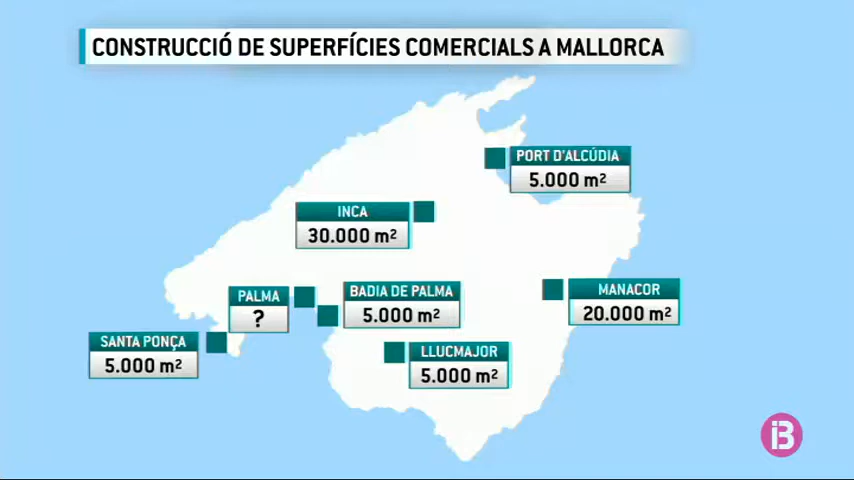 CONSTRUCCIÓ DE SUPERFÍCIES COMERCIALS A MALLORCA
PORT D'ALCÚDIA
5.000 m²
INCA
30.000 m²
PALMA
?
BADIA DE PALMA
5.000 m²
MANACOR
20.000 m²
SANTA PONÇA
5.000 m²
LLUCMAJOR
5.000 m²
iB